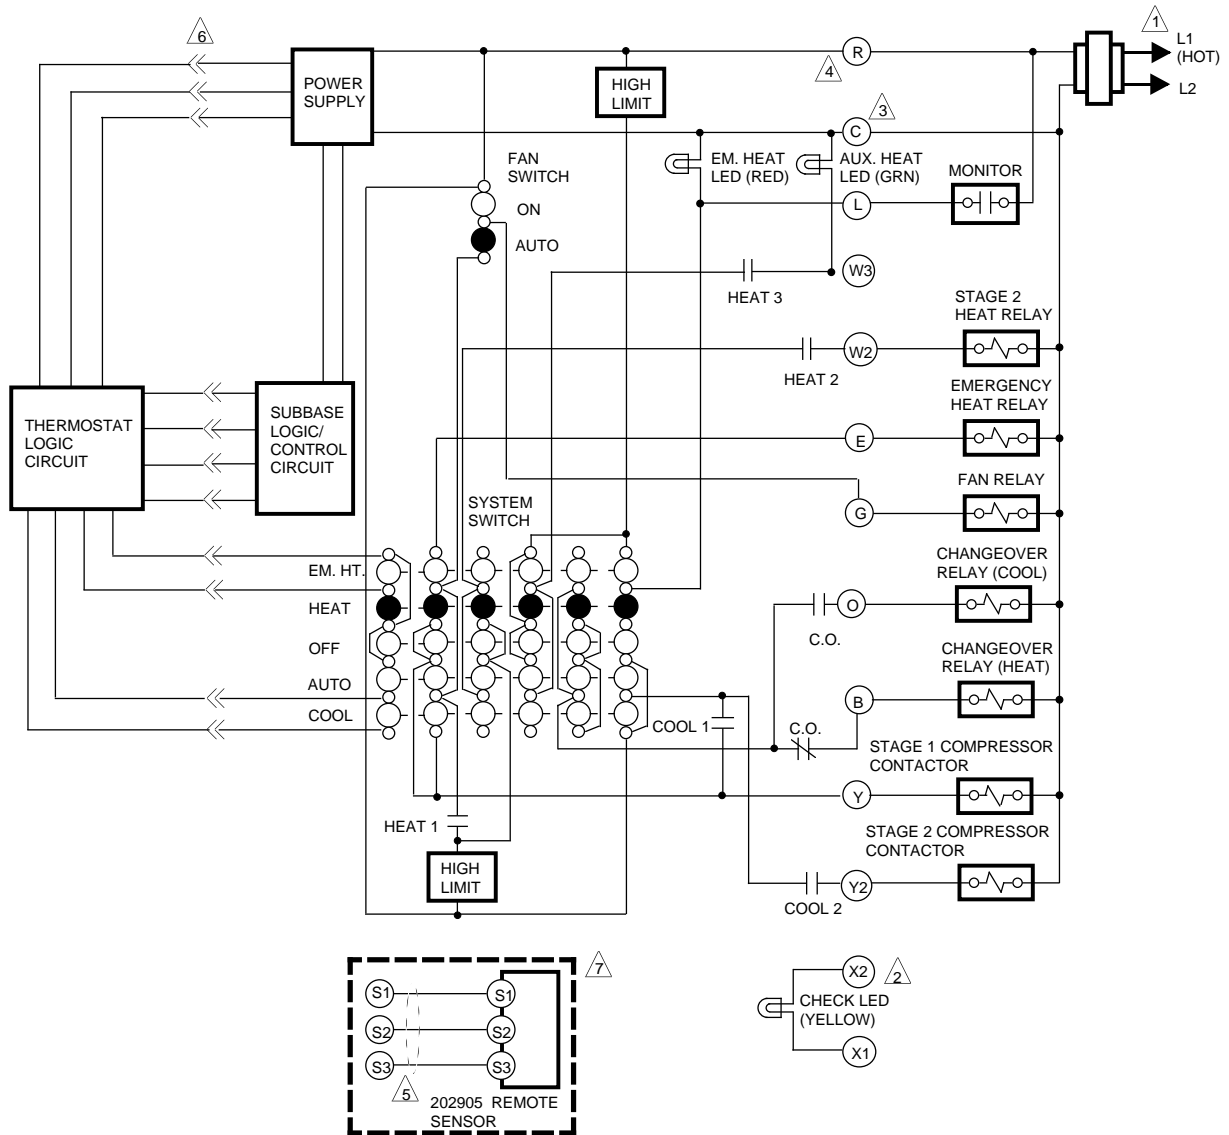 1
L1
(HOT)
L2
6
POWER
SUPPLY
HIGH
LIMIT
R
4
3
C
FAN
SWITCH
ON
AUTO
EM. HEAT
LED (RED)
AUX. HEAT
LED (GRN)
MONITOR
L
W3
HEAT 3
STAGE 2
HEAT RELAY
W2
HEAT 2
EMERGENCY
HEAT RELAY
E
THERMOSTAT
LOGIC
CIRCUIT
SUBBASE
LOGIC/
CONTROL
CIRCUIT
FAN RELAY
G
SYSTEM
SWITCH
CHANGEOVER
RELAY (COOL)
EM. HT.
HEAT
OFF
AUTO
COOL
O
C.O.
CHANGEOVER
RELAY (HEAT)
B
COOL 1
C.O.
STAGE 1 COMPRESSOR
CONTACTOR
Y
HEAT 1
STAGE 2 COMPRESSOR
CONTACTOR
HIGH
LIMIT
Y2
COOL 2
7
S1
S1
S2
S2
S3
S3
5
202905 REMOTE
SENSOR
X2
2
CHECK LED
(YELLOW)
X1